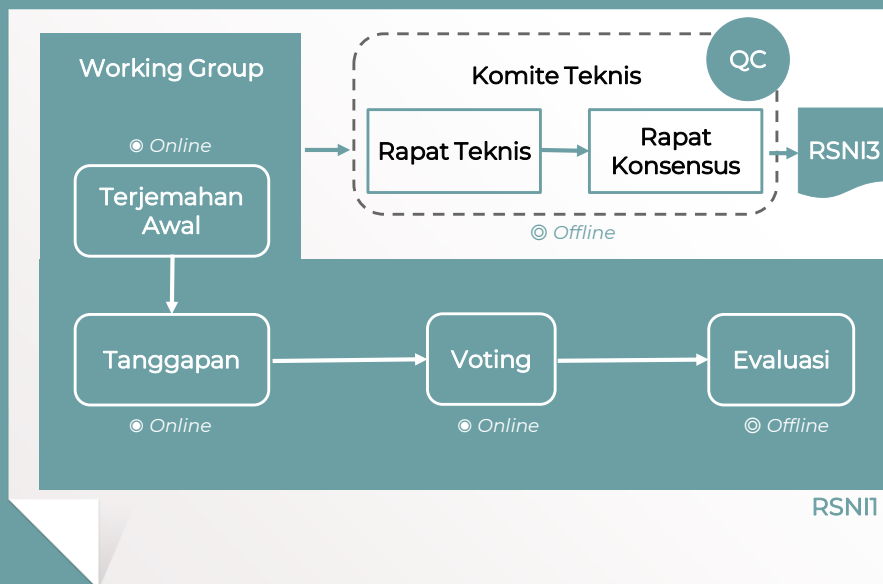 Working Group
◉ Online
Terjemahan
Awal
QC
Komite Teknis
Rapat Teknis
Rapat
Konsensus
RSNI3
◎ Offline
Tanggapan
◉ Online
Voting
◉ Online
Evaluasi
◎ Offline
RSNI1